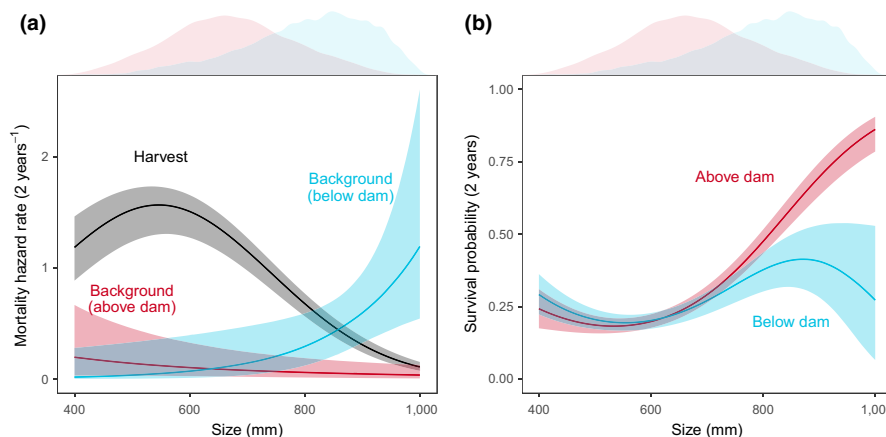 (a)
Mortality hazard rate (2 years⁻¹)
2
1
0
Harvest
Background
(below dam)
Background
(above dam)
400
600
800
1,000
Size (mm)
(b)
Survival probability (2 years)
1.00
0.75
0.50
0.25
0.00
Above dam
Below dam
400
600
800
1,00
Size (mm)